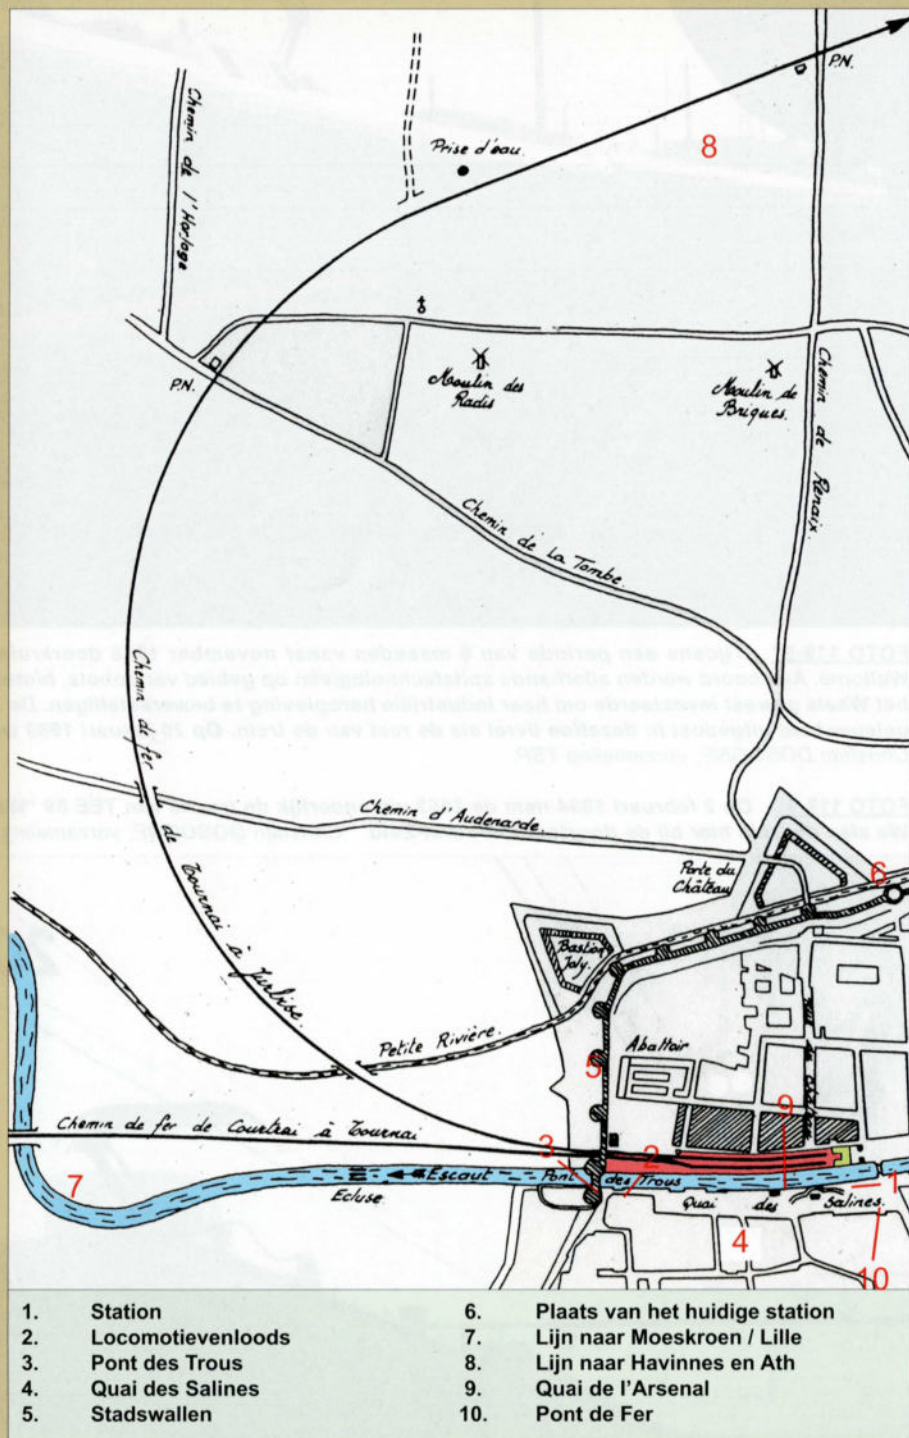 P.N.
8
Chemin de l'Horloge
Prise d'eau.
P.N.
Moulin des
Radis
Moulin de
Briques.
Chemin de Renaix.
Chemin de la Tombe.
Chemin de fer de Tournai à Jurbise.
Chemin d'Audenarde.
Porte du
Château
6
Bastion
Joly.
Petite Rivière.
5
Abattoir
9
Chemin de fer de Courtrai à Tournai
3
2
7
Escaut
Pont des Trous
1
Ecluse.
Quai des Salines.
4
10
1. Station
2. Locomotievenloods
3. Pont des Trous
4. Quai des Salines
5. Stadswallen
6. Plaats van het huidige station
7. Lijn naar Moeskroen / Lille
8. Lijn naar Havinnes en Ath
9. Quai de l'Arsenal
10. Pont de Fer